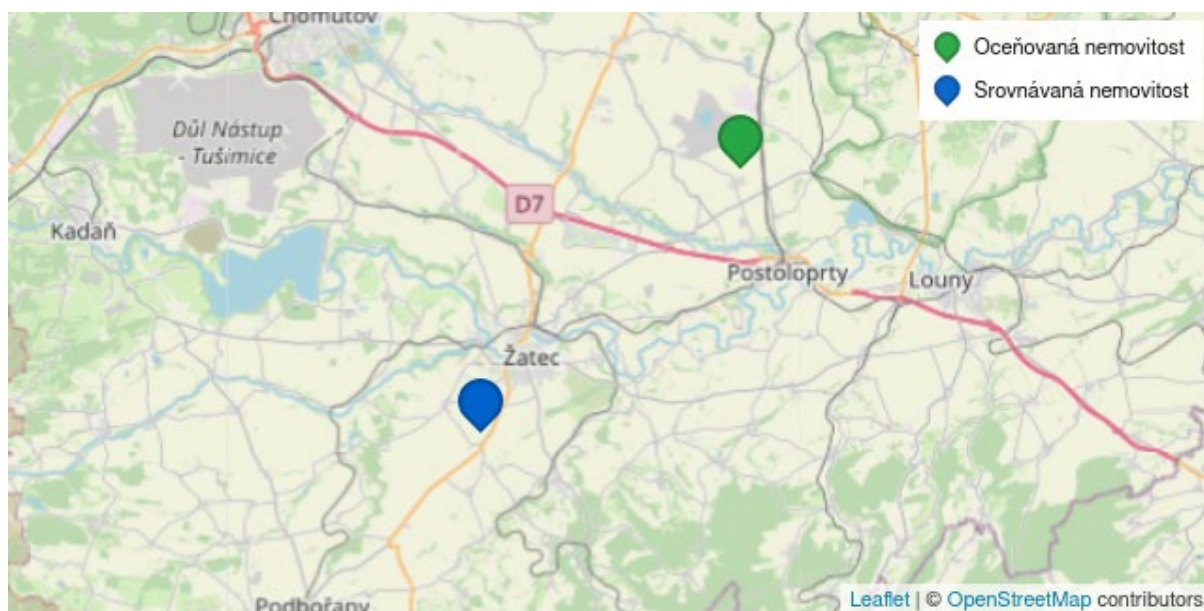 Chomutov
Oceňovaná nemovitost
Srovnávaná nemovitost
Důl Nástup
- Tušimice
D7
Kadaň
Postoloprty
Louny
Žatec
Podbořany
Leaflet | © OpenStreetMap contributors